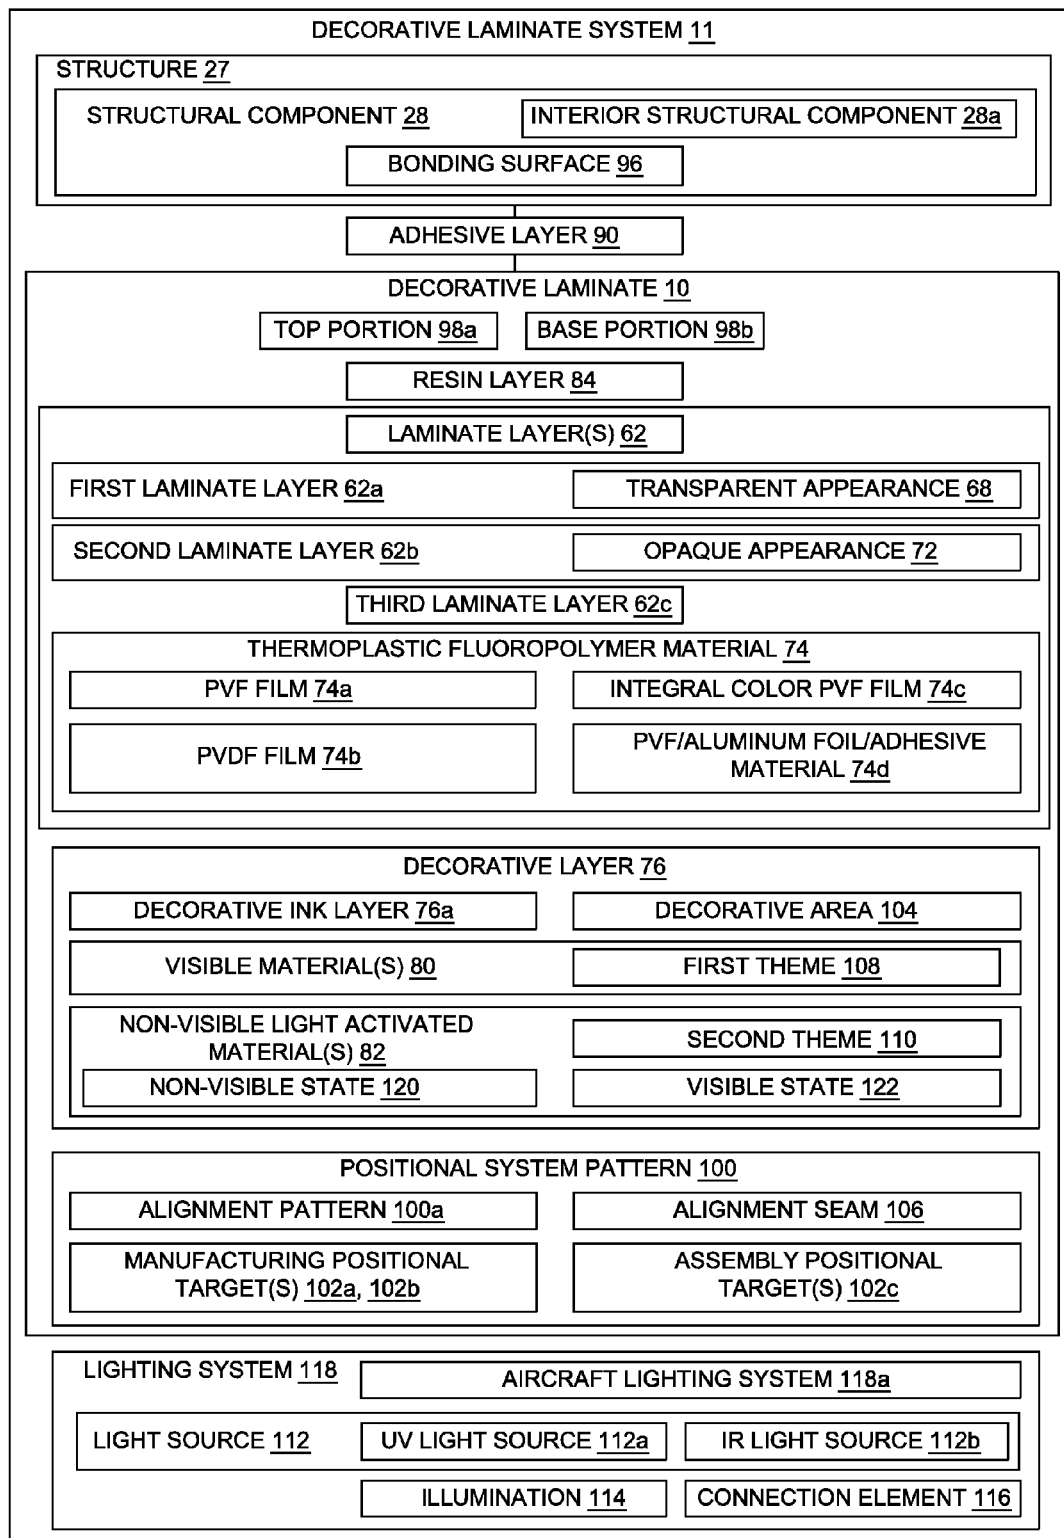 DECORATIVE LAMINATE SYSTEM 11
STRUCTURE 27
STRUCTURAL COMPONENT 28
INTERIOR STRUCTURAL COMPONENT 28a
BONDING SURFACE 96
ADHESIVE LAYER 90
DECORATIVE LAMINATE 10
TOP PORTION 98a
BASE PORTION 98b
RESIN LAYER 84
LAMINATE LAYER(S) 62
FIRST LAMINATE LAYER 62a
TRANSPARENT APPEARANCE 68
SECOND LAMINATE LAYER 62b
OPAQUE APPEARANCE 72
THIRD LAMINATE LAYER 62c
THERMOPLASTIC FLUOROPOLYMER MATERIAL 74
PVF FILM 74a
INTEGRAL COLOR PVF FILM 74c
PVDF FILM 74b
PVF/ALUMINUM FOIL/ADHESIVE
MATERIAL 74d
DECORATIVE LAYER 76
DECORATIVE INK LAYER 76a
DECORATIVE AREA 104
VISIBLE MATERIAL(S) 80
FIRST THEME 108
NON-VISIBLE LIGHT ACTIVATED
MATERIAL(S) 82
SECOND THEME 110
NON-VISIBLE STATE 120
VISIBLE STATE 122
POSITIONAL SYSTEM PATTERN 100
ALIGNMENT PATTERN 100a
ALIGNMENT SEAM 106
MANUFACTURING POSITIONAL
TARGET(S) 102a, 102b
ASSEMBLY POSITIONAL
TARGET(S) 102c
LIGHTING SYSTEM 118
AIRCRAFT LIGHTING SYSTEM 118a
LIGHT SOURCE 112
UV LIGHT SOURCE 112a
IR LIGHT SOURCE 112b
ILLUMINATION 114
CONNECTION ELEMENT 116